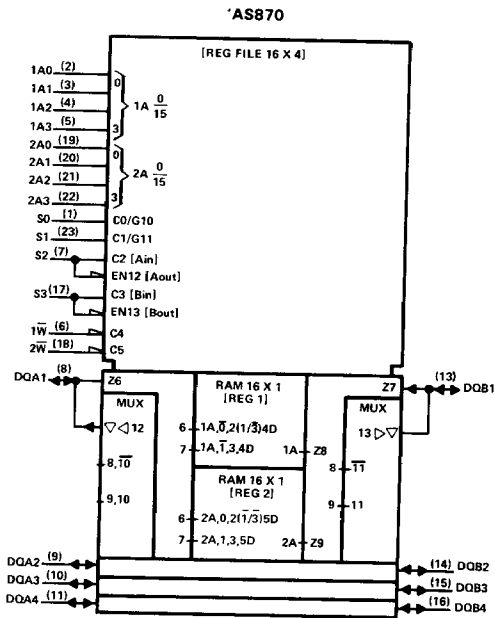 'AS870
[REG FILE 16 X 4]
1A0 (2)
1A1 (3)
1A2 (4)
1A3 (5)
0
3
1A 0/15
2A0 (19)
2A1 (20)
2A2 (21)
2A3 (22)
0
3
2A 0/15
S0 (1) C0/G10
S1 (23) C1/G11
S2 (7) C2 [Ain]
EN12 [Aout]
S3 (17) C3 [Bin]
EN13 [Bout]
1W̅ (6) C4
2W̅ (18) C5
DQA1 (8) Z6
MUX
▽◁ 12
8,1̅0̅
9,10
RAM 16 X 1
[REG 1]
6 1A,0̅,2(1/3̅)4D
7 1A,1̅,3,4D
1A Z8
RAM 16 X 1
[REG 2]
6 2A,0,2(1̅/3̅)5D
7 2A,1,3,5D
2A Z9
Z7 (13) DQB1
MUX
13 ▷▽
8 1̅1̅
9 11
DQA2 (9)
DQA3 (10)
DQA4 (11)
(14) DQB2
(15) DQB3
(16) DQB4